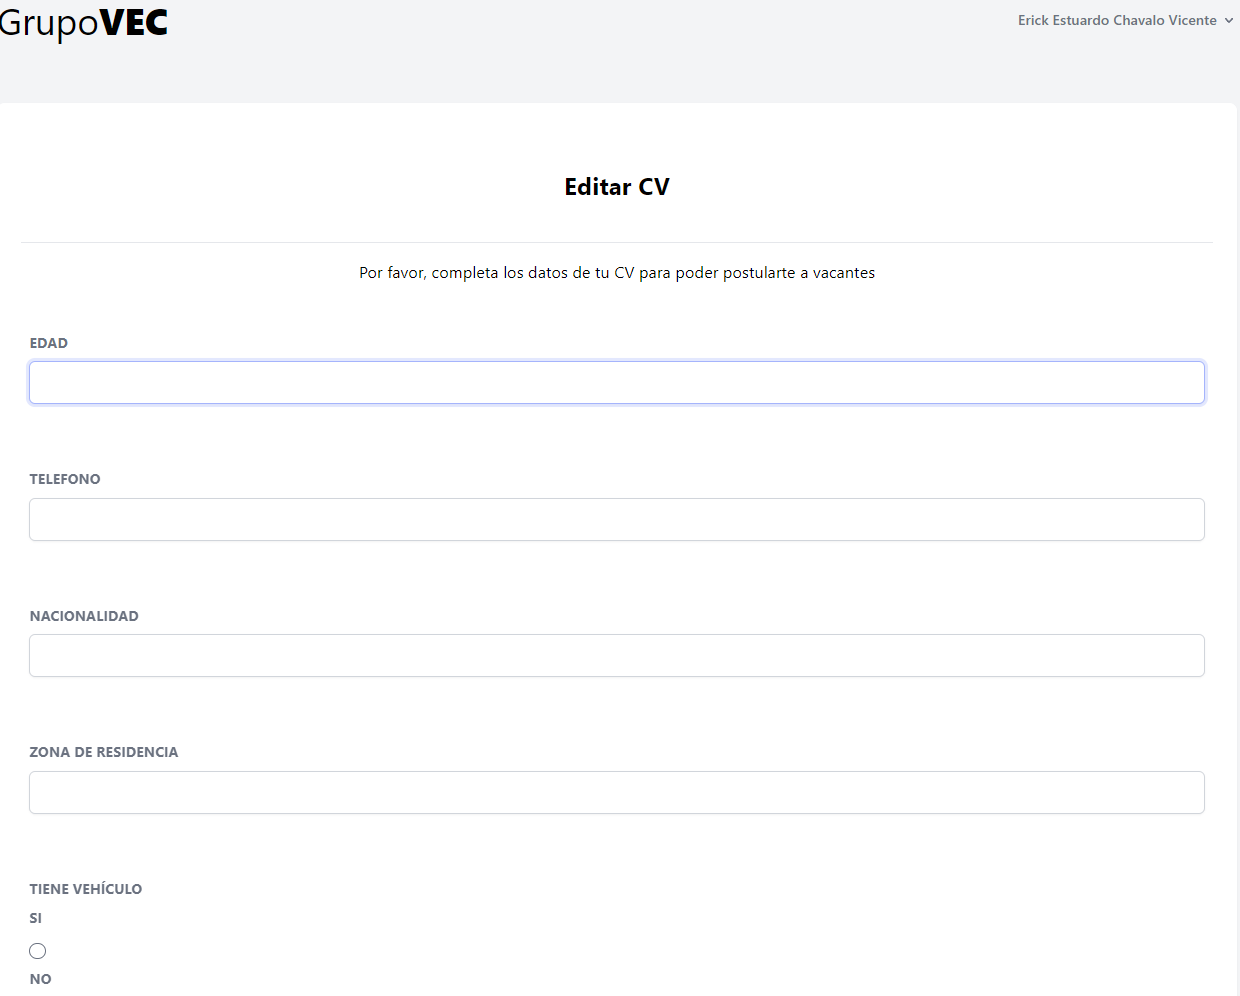 GrupoVEC
Erick Estuardo Chavalo Vicente
Editar CV
Por favor, completa los datos de tu CV para poder postularte a vacantes
EDAD
TELEFONO
NACIONALIDAD
ZONA DE RESIDENCIA
TIENE VEHÍCULO
SI
NO